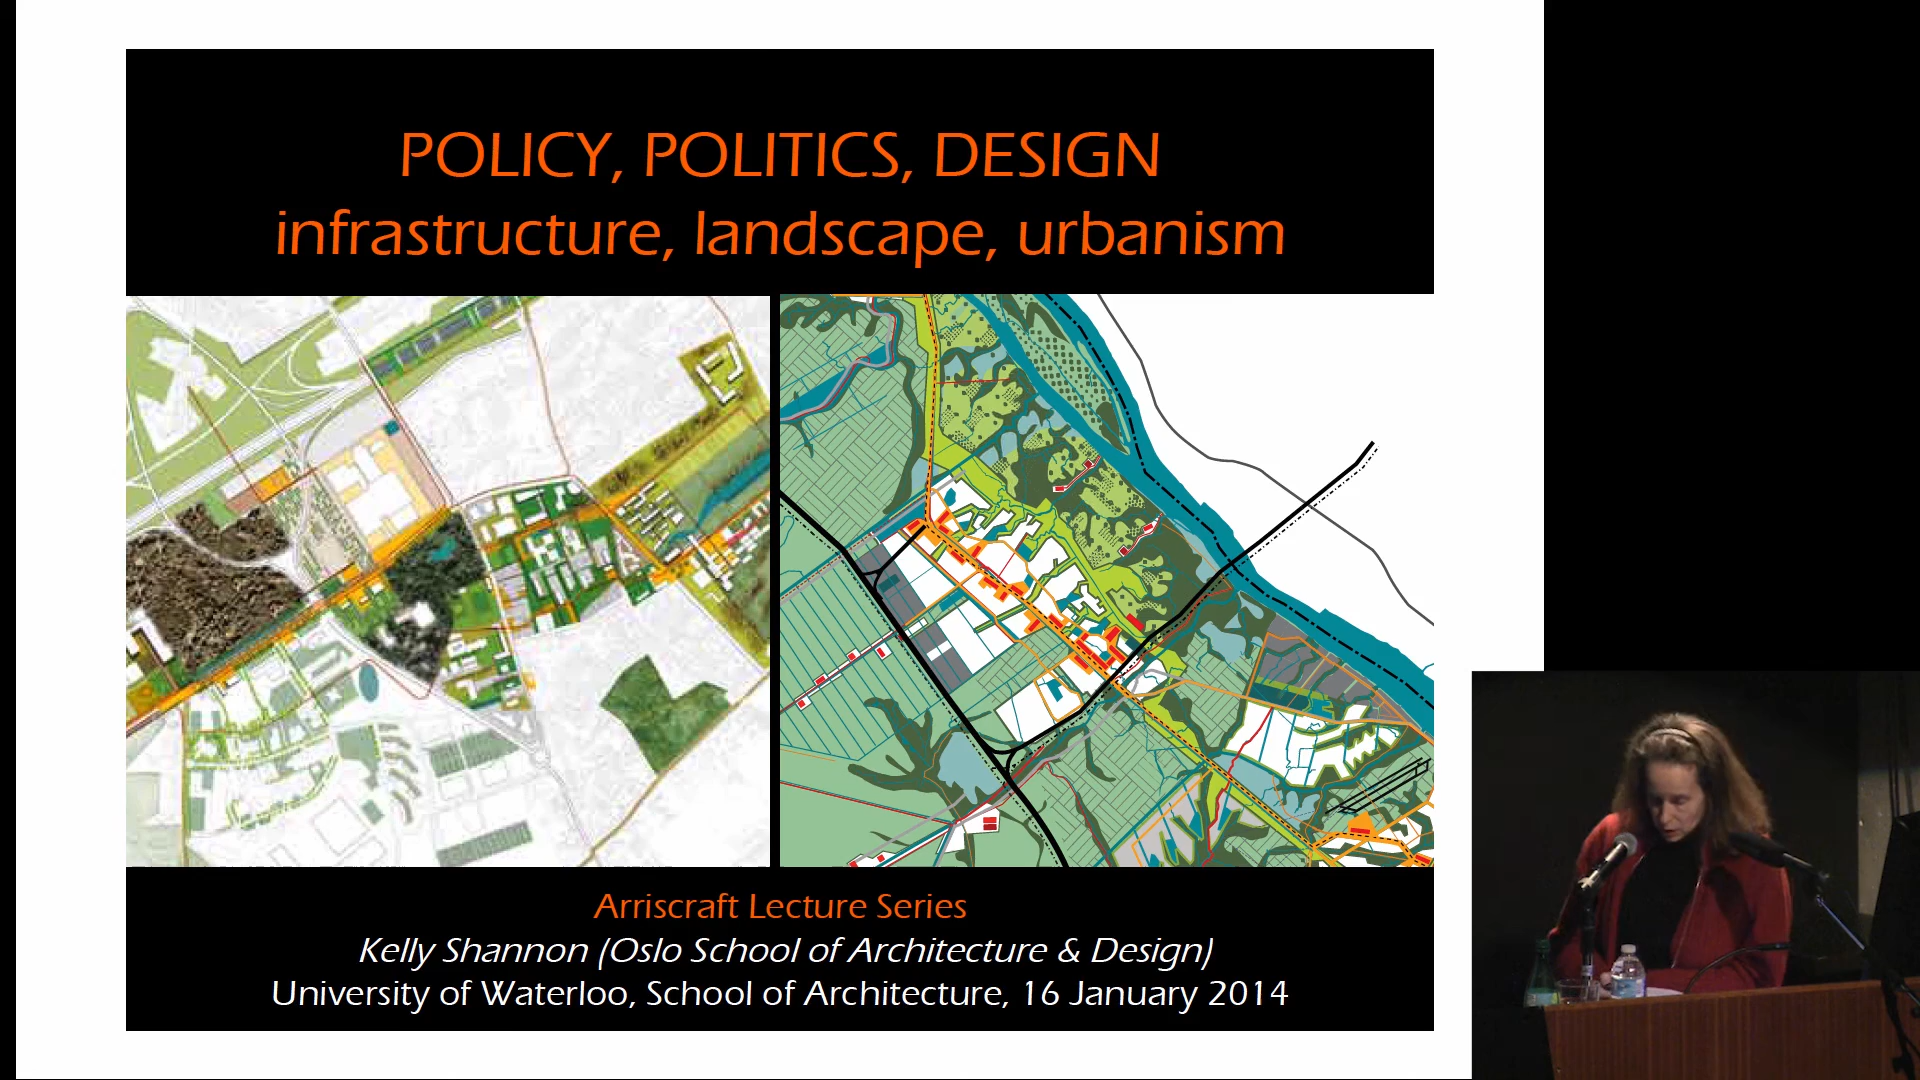 POLICY, POLITICS, DESIGN
infrastructure, landscape, urbanism
Arriscraft Lecture Series
Kelly Shannon (Oslo School of Architecture & Design)
University of Waterloo, School of Architecture, 16 January 2014